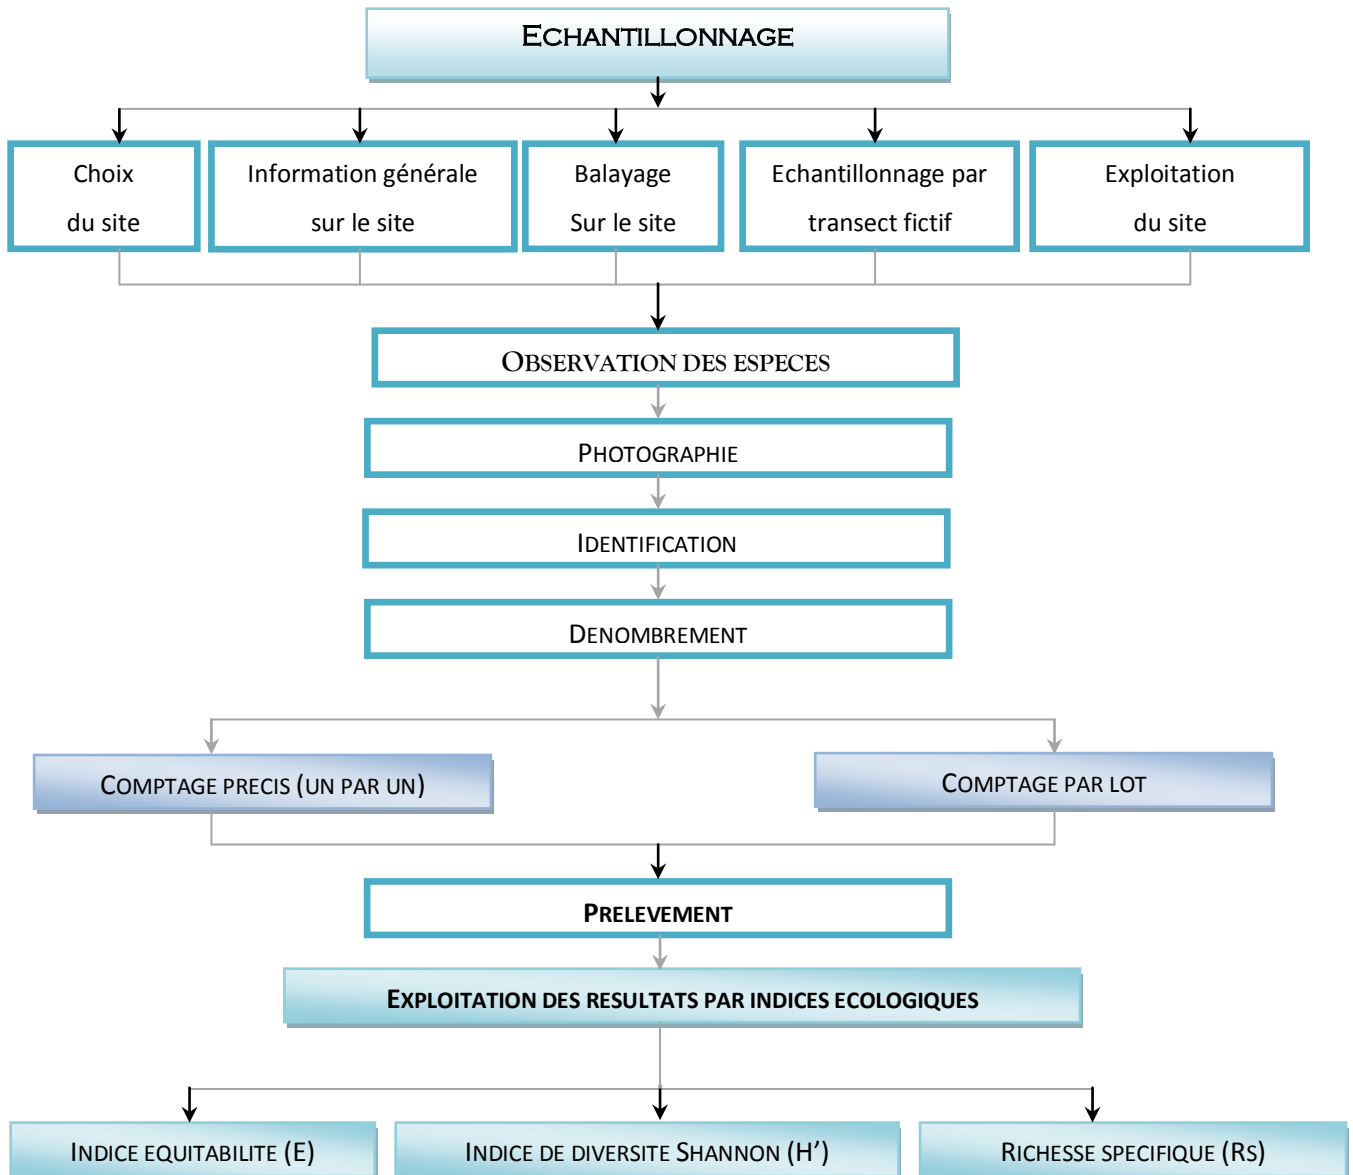 ECHANTILLONNAGE
Choix
du site
Information générale
sur le site
Balayage
Sur le site
Echantillonnage par
transect fictif
Exploitation
du site
OBSERVATION DES ESPECES
PHOTOGRAPHIE
IDENTIFICATION
DENOMBREMENT
COMPTAGE PRECIS (UN PAR UN)
COMPTAGE PAR LOT
PRELEVEMENT
EXPLOITATION DES RESULTATS PAR INDICES ECOLOGIQUES
INDICE EQUITABILITE (E)
INDICE DE DIVERSITE SHANNON (H’)
RICHESSE SPECIFIQUE (RS)